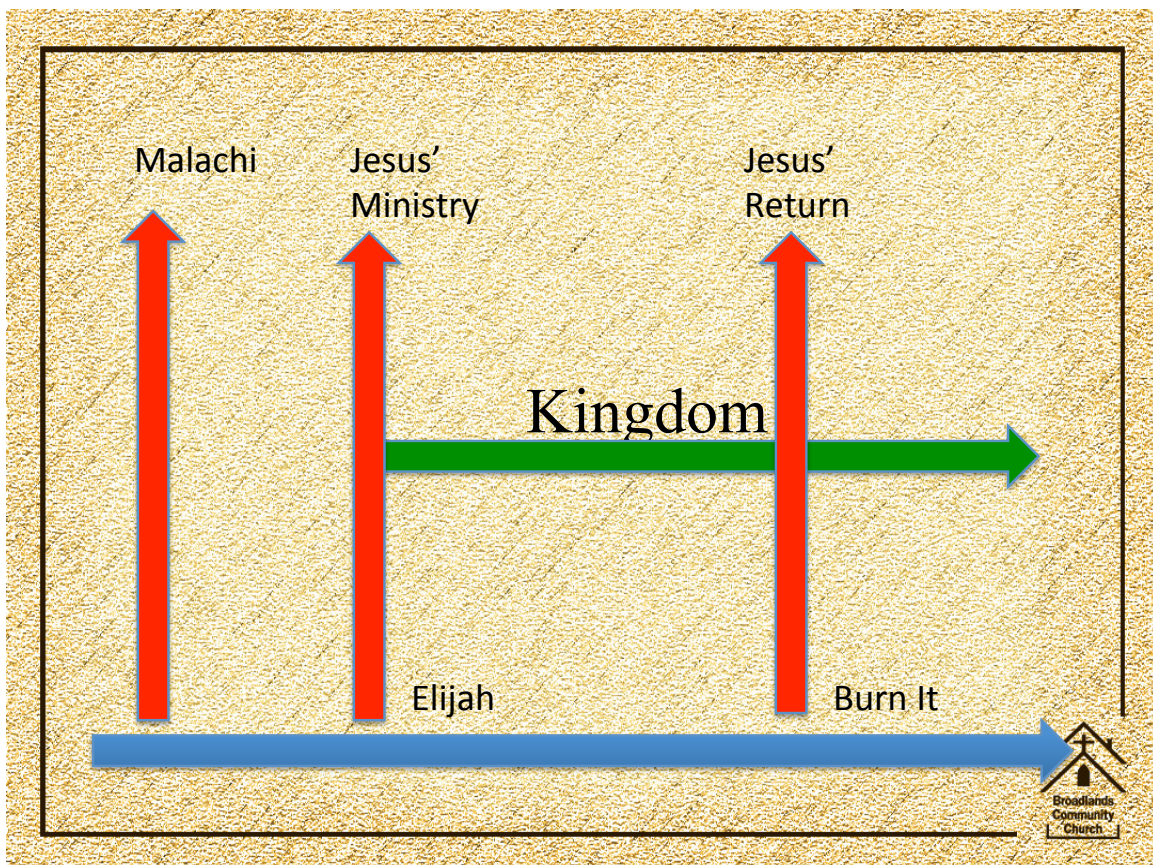 Malachi
Jesus’
Ministry
Jesus’
Return
Kingdom
Elijah
Burn It
Broadlands
Community
Church